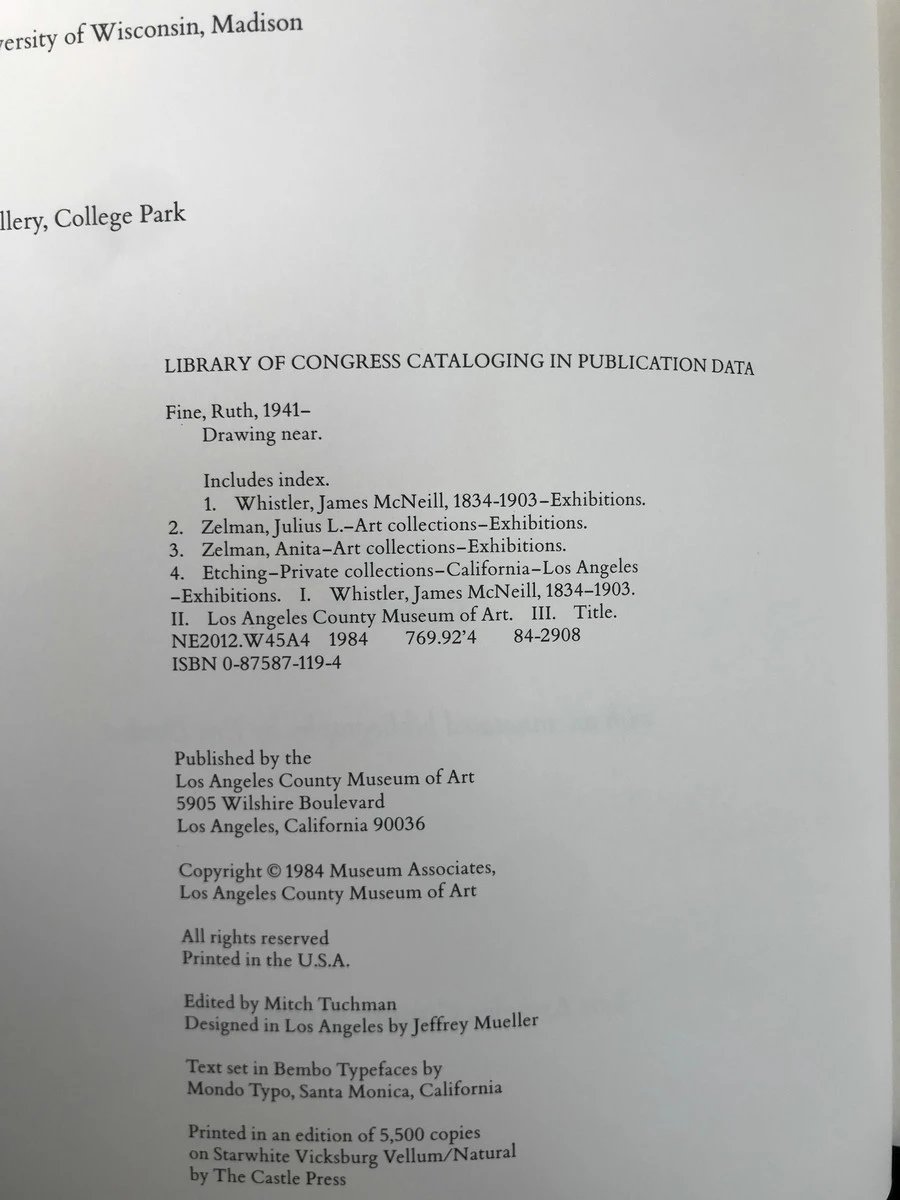 of Wisconsin, Madison
College Park
LIBRARY OF CONGRESS CATALOGING IN PUBLICATION DATA
Fine, Ruth, 1941–
Drawing near.
Includes index.
1. Whistler, James McNeill, 1834-1903–Exhibitions.
2. Zelman, Julius L.–Art collections–Exhibitions.
3. Zelman, Anita–Art collections–Exhibitions.
4. Etching–Private collections–California–Los Angeles
–Exhibitions. I. Whistler, James McNeill, 1834–1903.
II. Los Angeles County Museum of Art. III. Title.
NE2012.W45A4 1984 769.92'4 84-2908
ISBN 0-87587-119-4
Published by the
Los Angeles County Museum of Art
5905 Wilshire Boulevard
Los Angeles, California 90036
Copyright © 1984 Museum Associates,
Los Angeles County Museum of Art
All rights reserved
Printed in the U.S.A.
Edited by Mitch Tuchman
Designed in Los Angeles by Jeffrey Mueller
Text set in Bembo Typefaces by
Mondo Typo, Santa Monica, California
Printed in an edition of 5,500 copies
on Starwhite Vicksburg Vellum/Natural
by The Castle Press